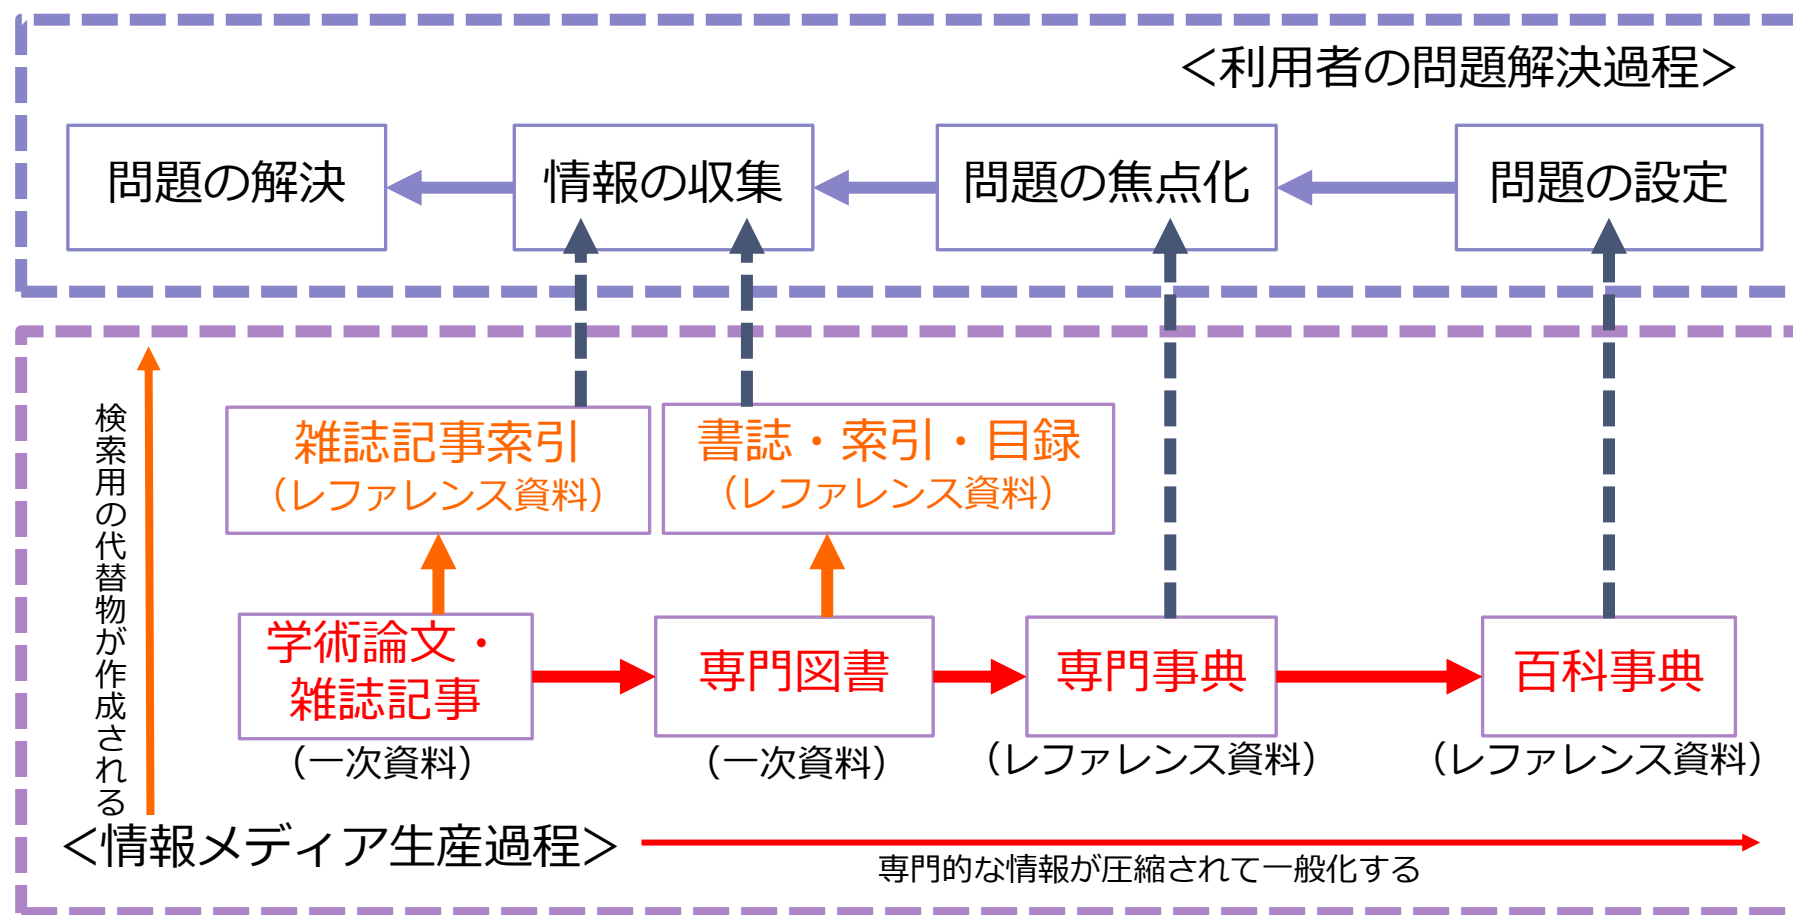 ＜利用者の問題解決過程＞
問題の解決
情報の収集
問題の焦点化
問題の設定
検索用の代替物が作成される
雑誌記事索引
（レファレンス資料）
書誌・索引・目録
（レファレンス資料）
学術論文・
雑誌記事
（一次資料）
専門図書
（一次資料）
専門事典
（レファレンス資料）
百科事典
（レファレンス資料）
＜情報メディア生産過程＞
専門的な情報が圧縮されて一般化する